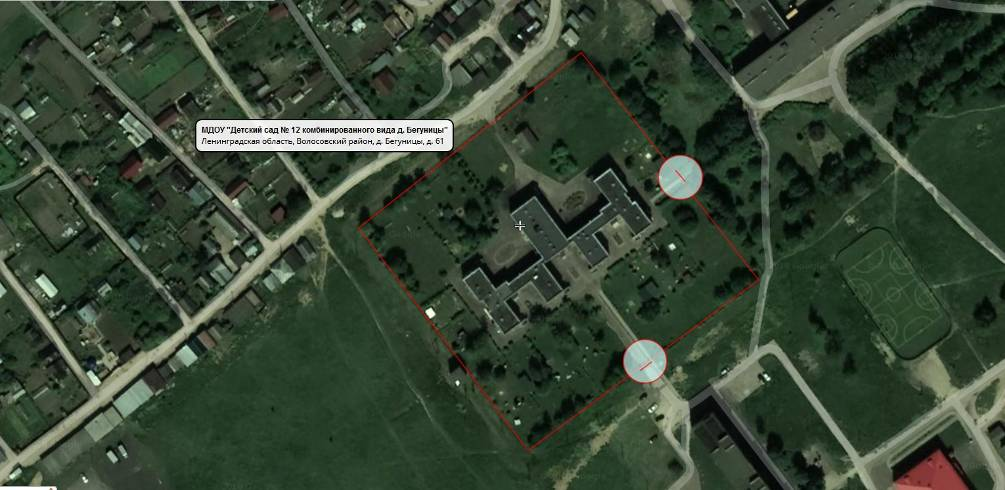 МДОУ "Детский сад № 12 комбинированного вида д. Бегуницы"
Ленинградская область, Волосовский район, д. Бегуницы, д. 61